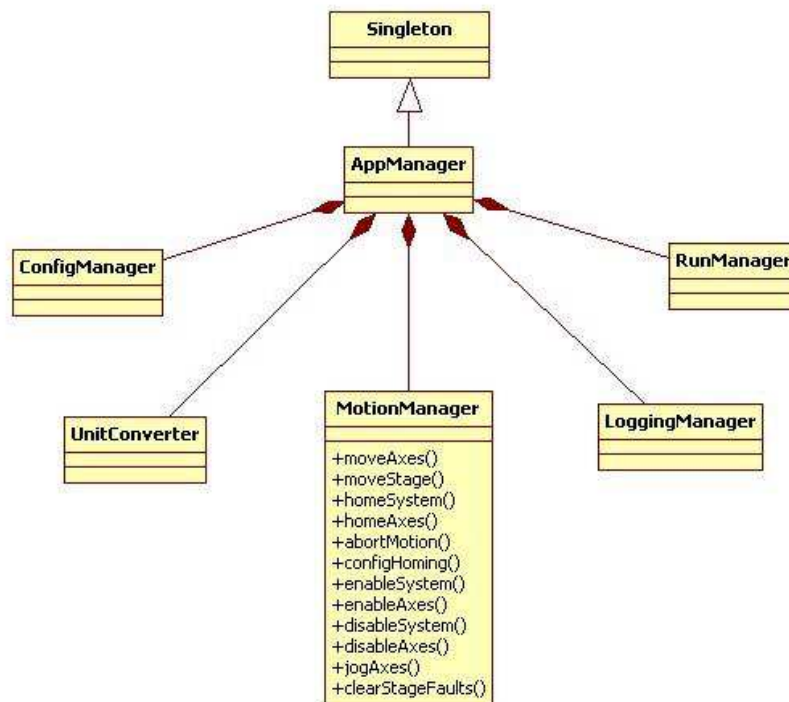 Singleton
AppManager
ConfigManager
RunManager
UnitConverter
MotionManager
+moveAxes()
+moveStage()
+homeSystem()
+homeAxes()
+abortMotion()
+configHoming()
+enableSystem()
+enableAxes()
+disableSystem()
+disableAxes()
+jogAxes()
+clearStageFaults()
LoggingManager